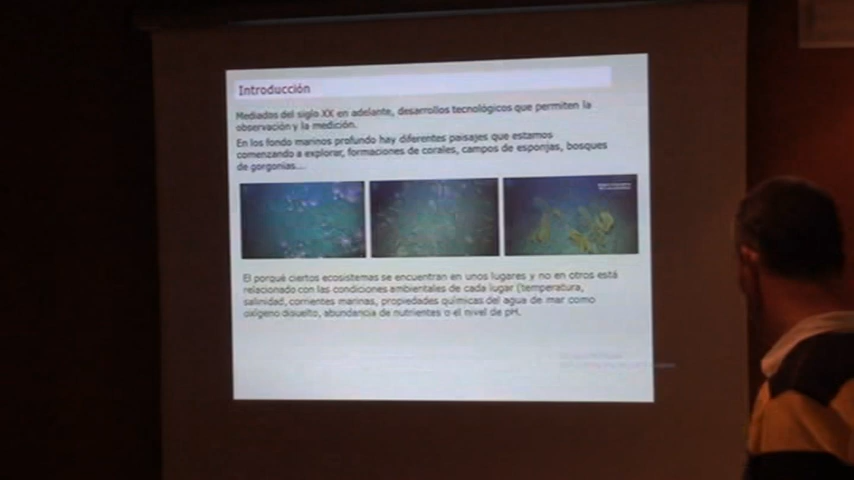 Introducción
Mediados del siglo XX en adelante, desarrollos tecnológicos que permiten la
observación y la medición.
En los fondo marinos profundo hay diferentes paisajes que estamos
comenzando a explorar, formaciones de corales, campos de esponjas, bosques
de gorgonias...
El porqué ciertos ecosistemas se encuentran en unos lugares y no en otros está
relacionado con las condiciones ambientales de cada lugar (temperatura,
salinidad, corrientes marinas, propiedades químicas del agua de mar como
oxígeno disuelto, abundancia de nutrientes o el nivel de pH.